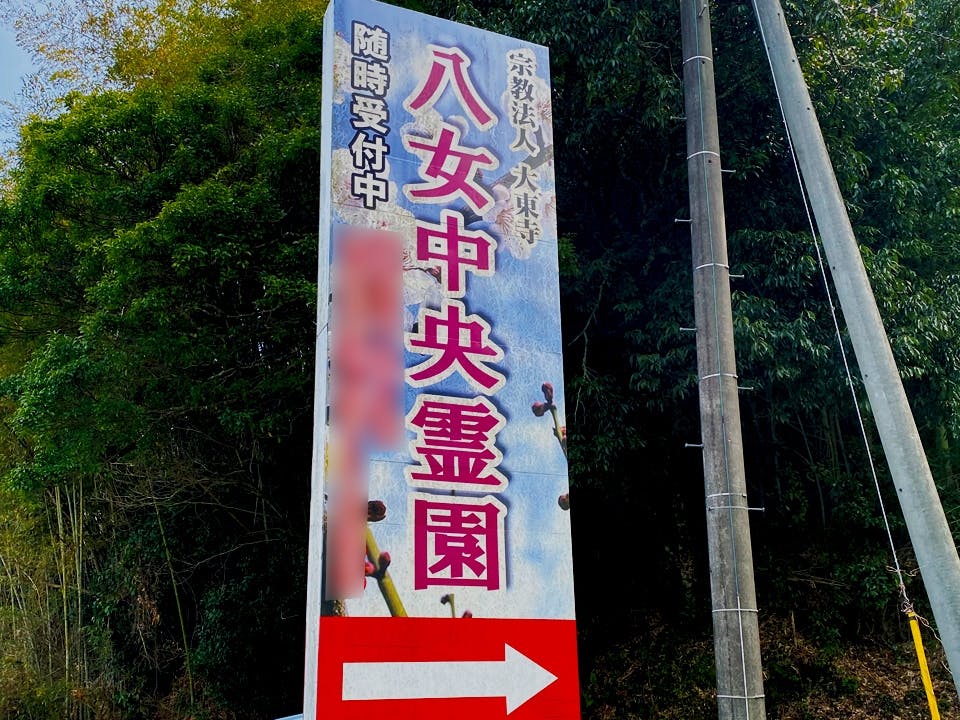 宗教法人 大東寺
八女中央霊園
随時受付中